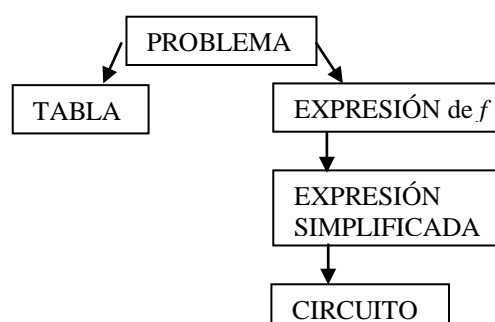 PROBLEMA
TABLA
EXPRESIÓN de f
EXPRESIÓN
SIMPLIFICADA
CIRCUITO